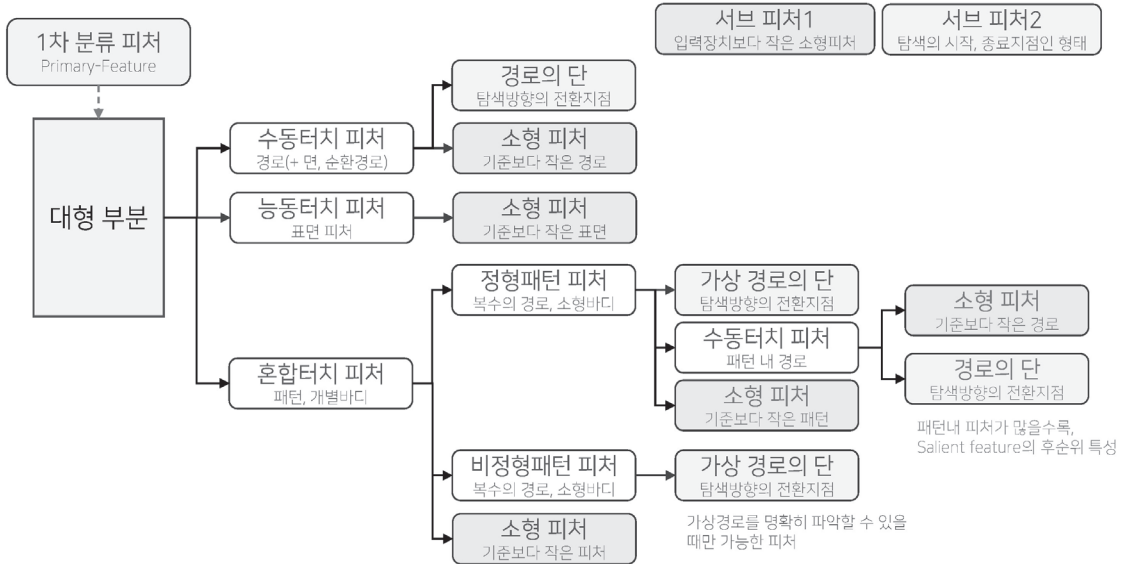 1차 분류 피처
Primary-Feature
서브 피처1
입력장치보다 작은 소형피처
서브 피처2
탐색의 시작, 종료지점인 형태
대형 부분
수동터치 피처
경로(+ 면, 순환경로)
경로의 단
탐색방향의 전환지점
소형 피처
기준보다 작은 경로
능동터치 피처
표면 피처
소형 피처
기준보다 작은 표면
혼합터치 피처
패턴, 개별바디
정형패턴 피처
복수의 경로, 소형바디
가상 경로의 단
탐색방향의 전환지점
수동터치 피처
패턴 내 경로
소형 피처
기준보다 작은 경로
경로의 단
탐색방향의 전환지점
패턴내 피처가 많을수록,
Salient feature의 후순위 특성
소형 피처
기준보다 작은 패턴
비정형패턴 피처
복수의 경로, 소형바디
가상 경로의 단
탐색방향의 전환지점
가상경로를 명확히 파악할 수 있을
때만 가능한 피처
소형 피처
기준보다 작은 피처